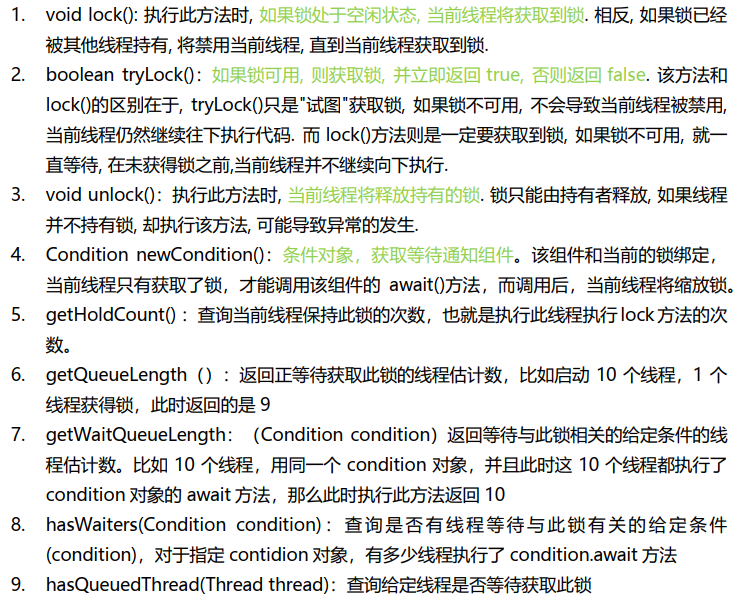 1. void lock(): 执行此方法时, 如果锁处于空闲状态, 当前线程将获取到锁. 相反, 如果锁已经
被其他线程持有, 将禁用当前线程, 直到当前线程获取到锁.
2. boolean tryLock()：如果锁可用, 则获取锁, 并立即返回 true, 否则返回 false. 该方法和
lock()的区别在于, tryLock()只是"试图"获取锁, 如果锁不可用, 不会导致当前线程被禁用,
当前线程仍然继续往下执行代码. 而 lock()方法则是一定要获取到锁, 如果锁不可用, 就一
直等待, 在未获得锁之前,当前线程并不继续向下执行.
3. void unlock()：执行此方法时, 当前线程将释放持有的锁. 锁只能由持有者释放, 如果线程
并不持有锁, 却执行该方法, 可能导致异常的发生.
4. Condition newCondition()：条件对象，获取等待通知组件。该组件和当前的锁绑定，
当前线程只有获取了锁，才能调用该组件的 await()方法，而调用后，当前线程将缩放锁。
5. getHoldCount() ：查询当前线程保持此锁的次数，也就是执行此线程执行 lock 方法的次
数。
6. getQueueLength（）：返回正等待获取此锁的线程估计数，比如启动 10 个线程，1 个
线程获得锁，此时返回的是 9
7. getWaitQueueLength：（Condition condition）返回等待与此锁相关的给定条件的线
程估计数。比如 10 个线程，用同一个 condition 对象，并且此时这 10 个线程都执行了
condition 对象的 await 方法，那么此时执行此方法返回 10
8. hasWaiters(Condition condition)：查询是否有线程等待与此锁有关的给定条件
(condition)，对于指定 contidion 对象，有多少线程执行了 condition.await 方法
9. hasQueuedThread(Thread thread)：查询给定线程是否等待获取此锁